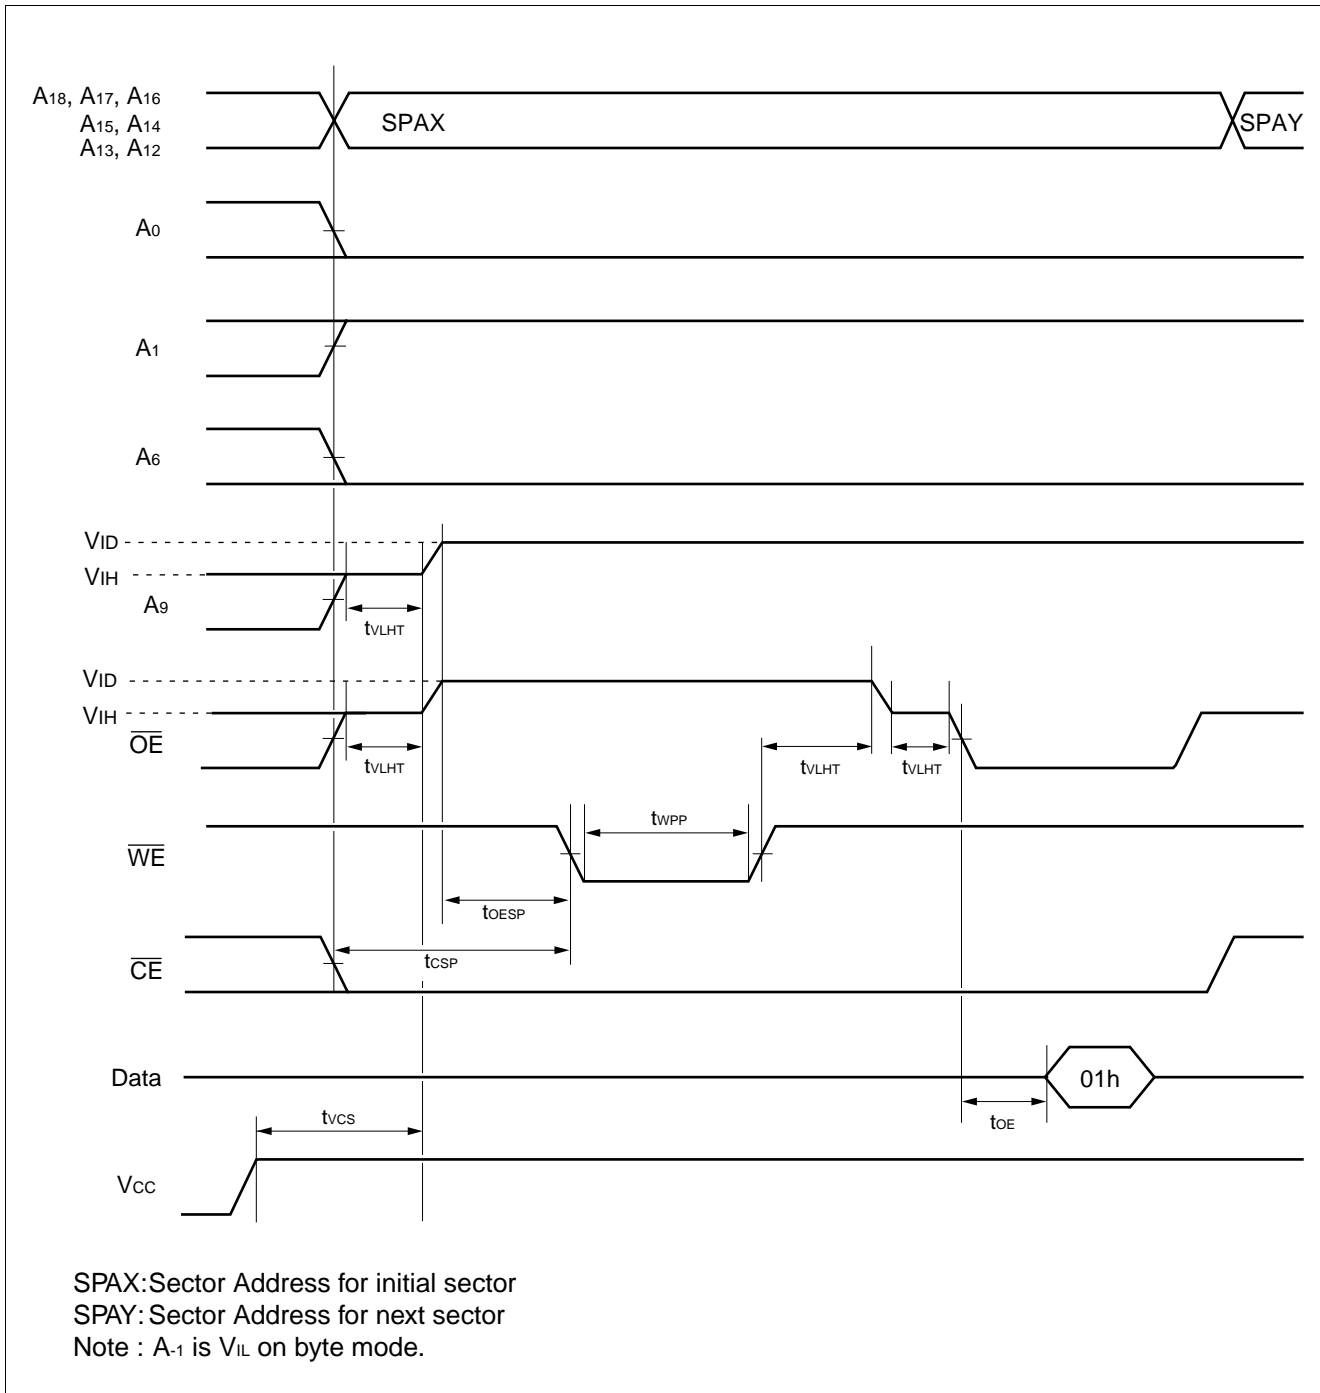 A18, A17, A16
A15, A14
A13, A12
SPAX
SPAY
A0
A1
A6
VID
VIH
A9
tVLHT
VID
VIH
OE
tVLHT
tVLHT
tVLHT
tWPP
WE
tOESP
tCSP
CE
Data
01h
tOE
tVCS
VCC
SPAX:Sector Address for initial sector
SPAY: Sector Address for next sector
Note : A-1 is VIL on byte mode.